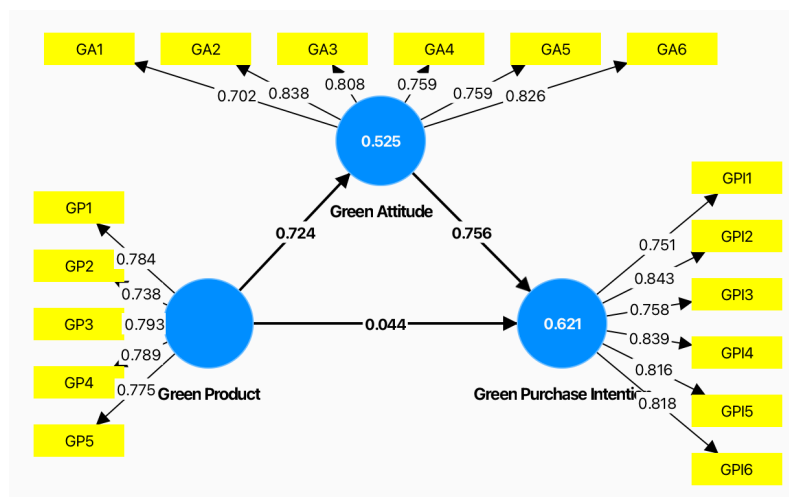 GA1
GA2
GA3
GA4
GA5
GA6
0.702
0.838
0.808
0.759
0.759
0.826
0.525
Green Attitude
GP1
GP2
GP3
GP4
GP5
0.784
0.738
0.793
0.789
0.775
Green Product
0.724
0.756
0.044
0.621
Green Purchase Intentio
0.751
0.843
0.758
0.839
0.816
0.818
GPI1
GPI2
GPI3
GPI4
GPI5
GPI6